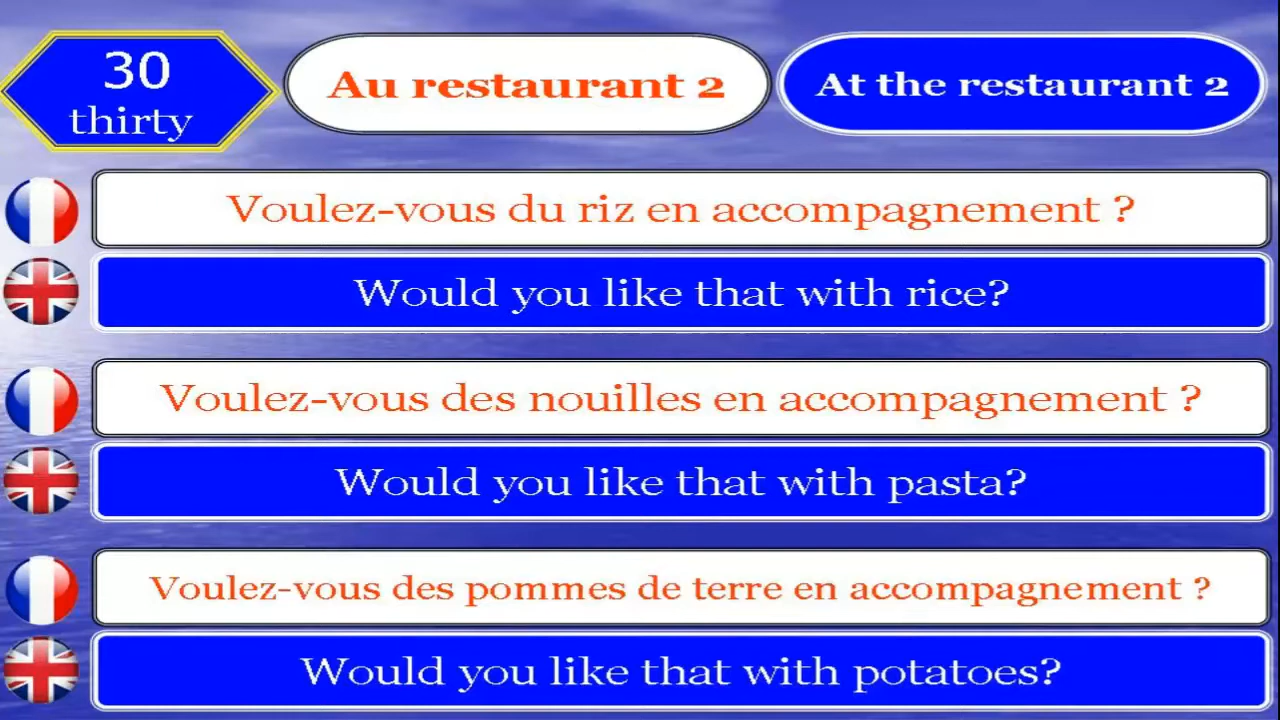 30
thirty
Au restaurant 2
At the restaurant 2
Voulez-vous du riz en accompagnement ?
Would you like that with rice?
Voulez-vous des nouilles en accompagnement ?
Would you like that with pasta?
Voulez-vous des pommes de terre en accompagnement ?
Would you like that with potatoes?